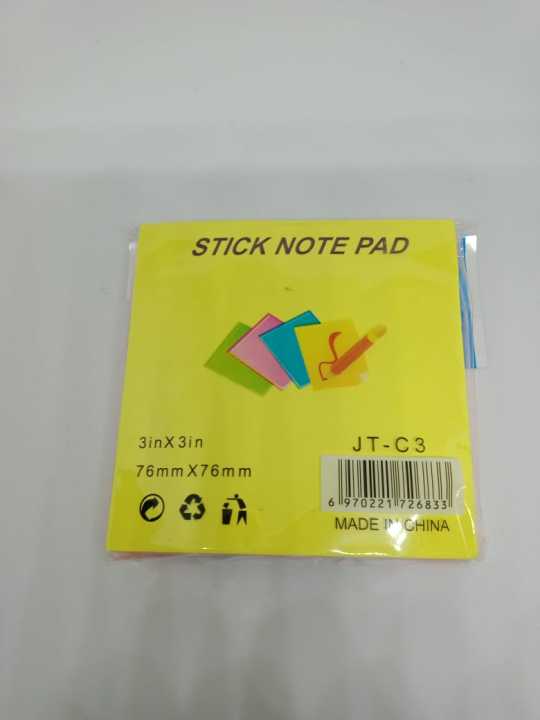 STICK NOTE PAD
3inX3in
76mmX76mm
JT-C3
6 970221 726833
MADE IN CHINA